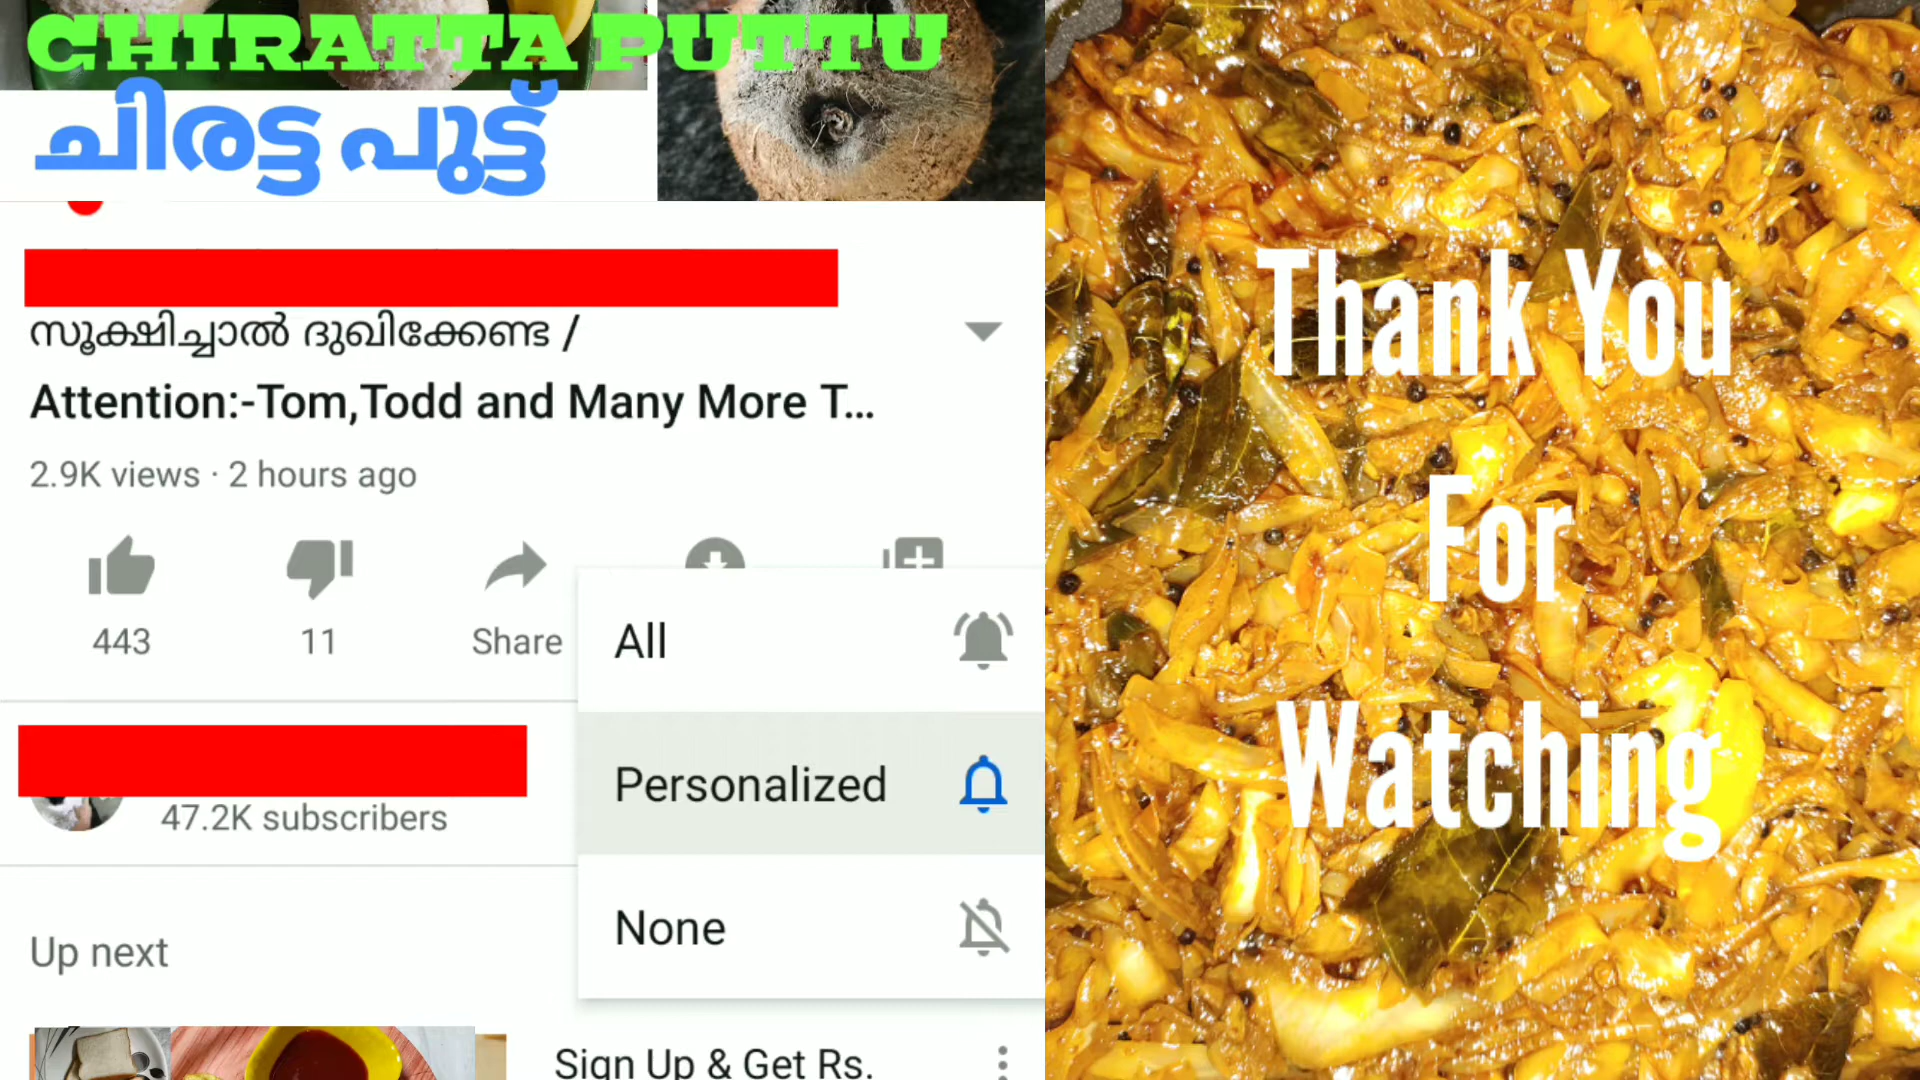 CHIRATTA PUTTU
ചിരട്ട പുട്ട്
സൂക്ഷിച്ചാൽ ദുഖിക്കേണ്ട /
Attention:-Tom,Todd and Many More T...
2.9K views · 2 hours ago
443
11
Share
All
Personalized
None
47.2K subscribers
Up next
Sign Up & Get Rs.
Thank You
For
Watching